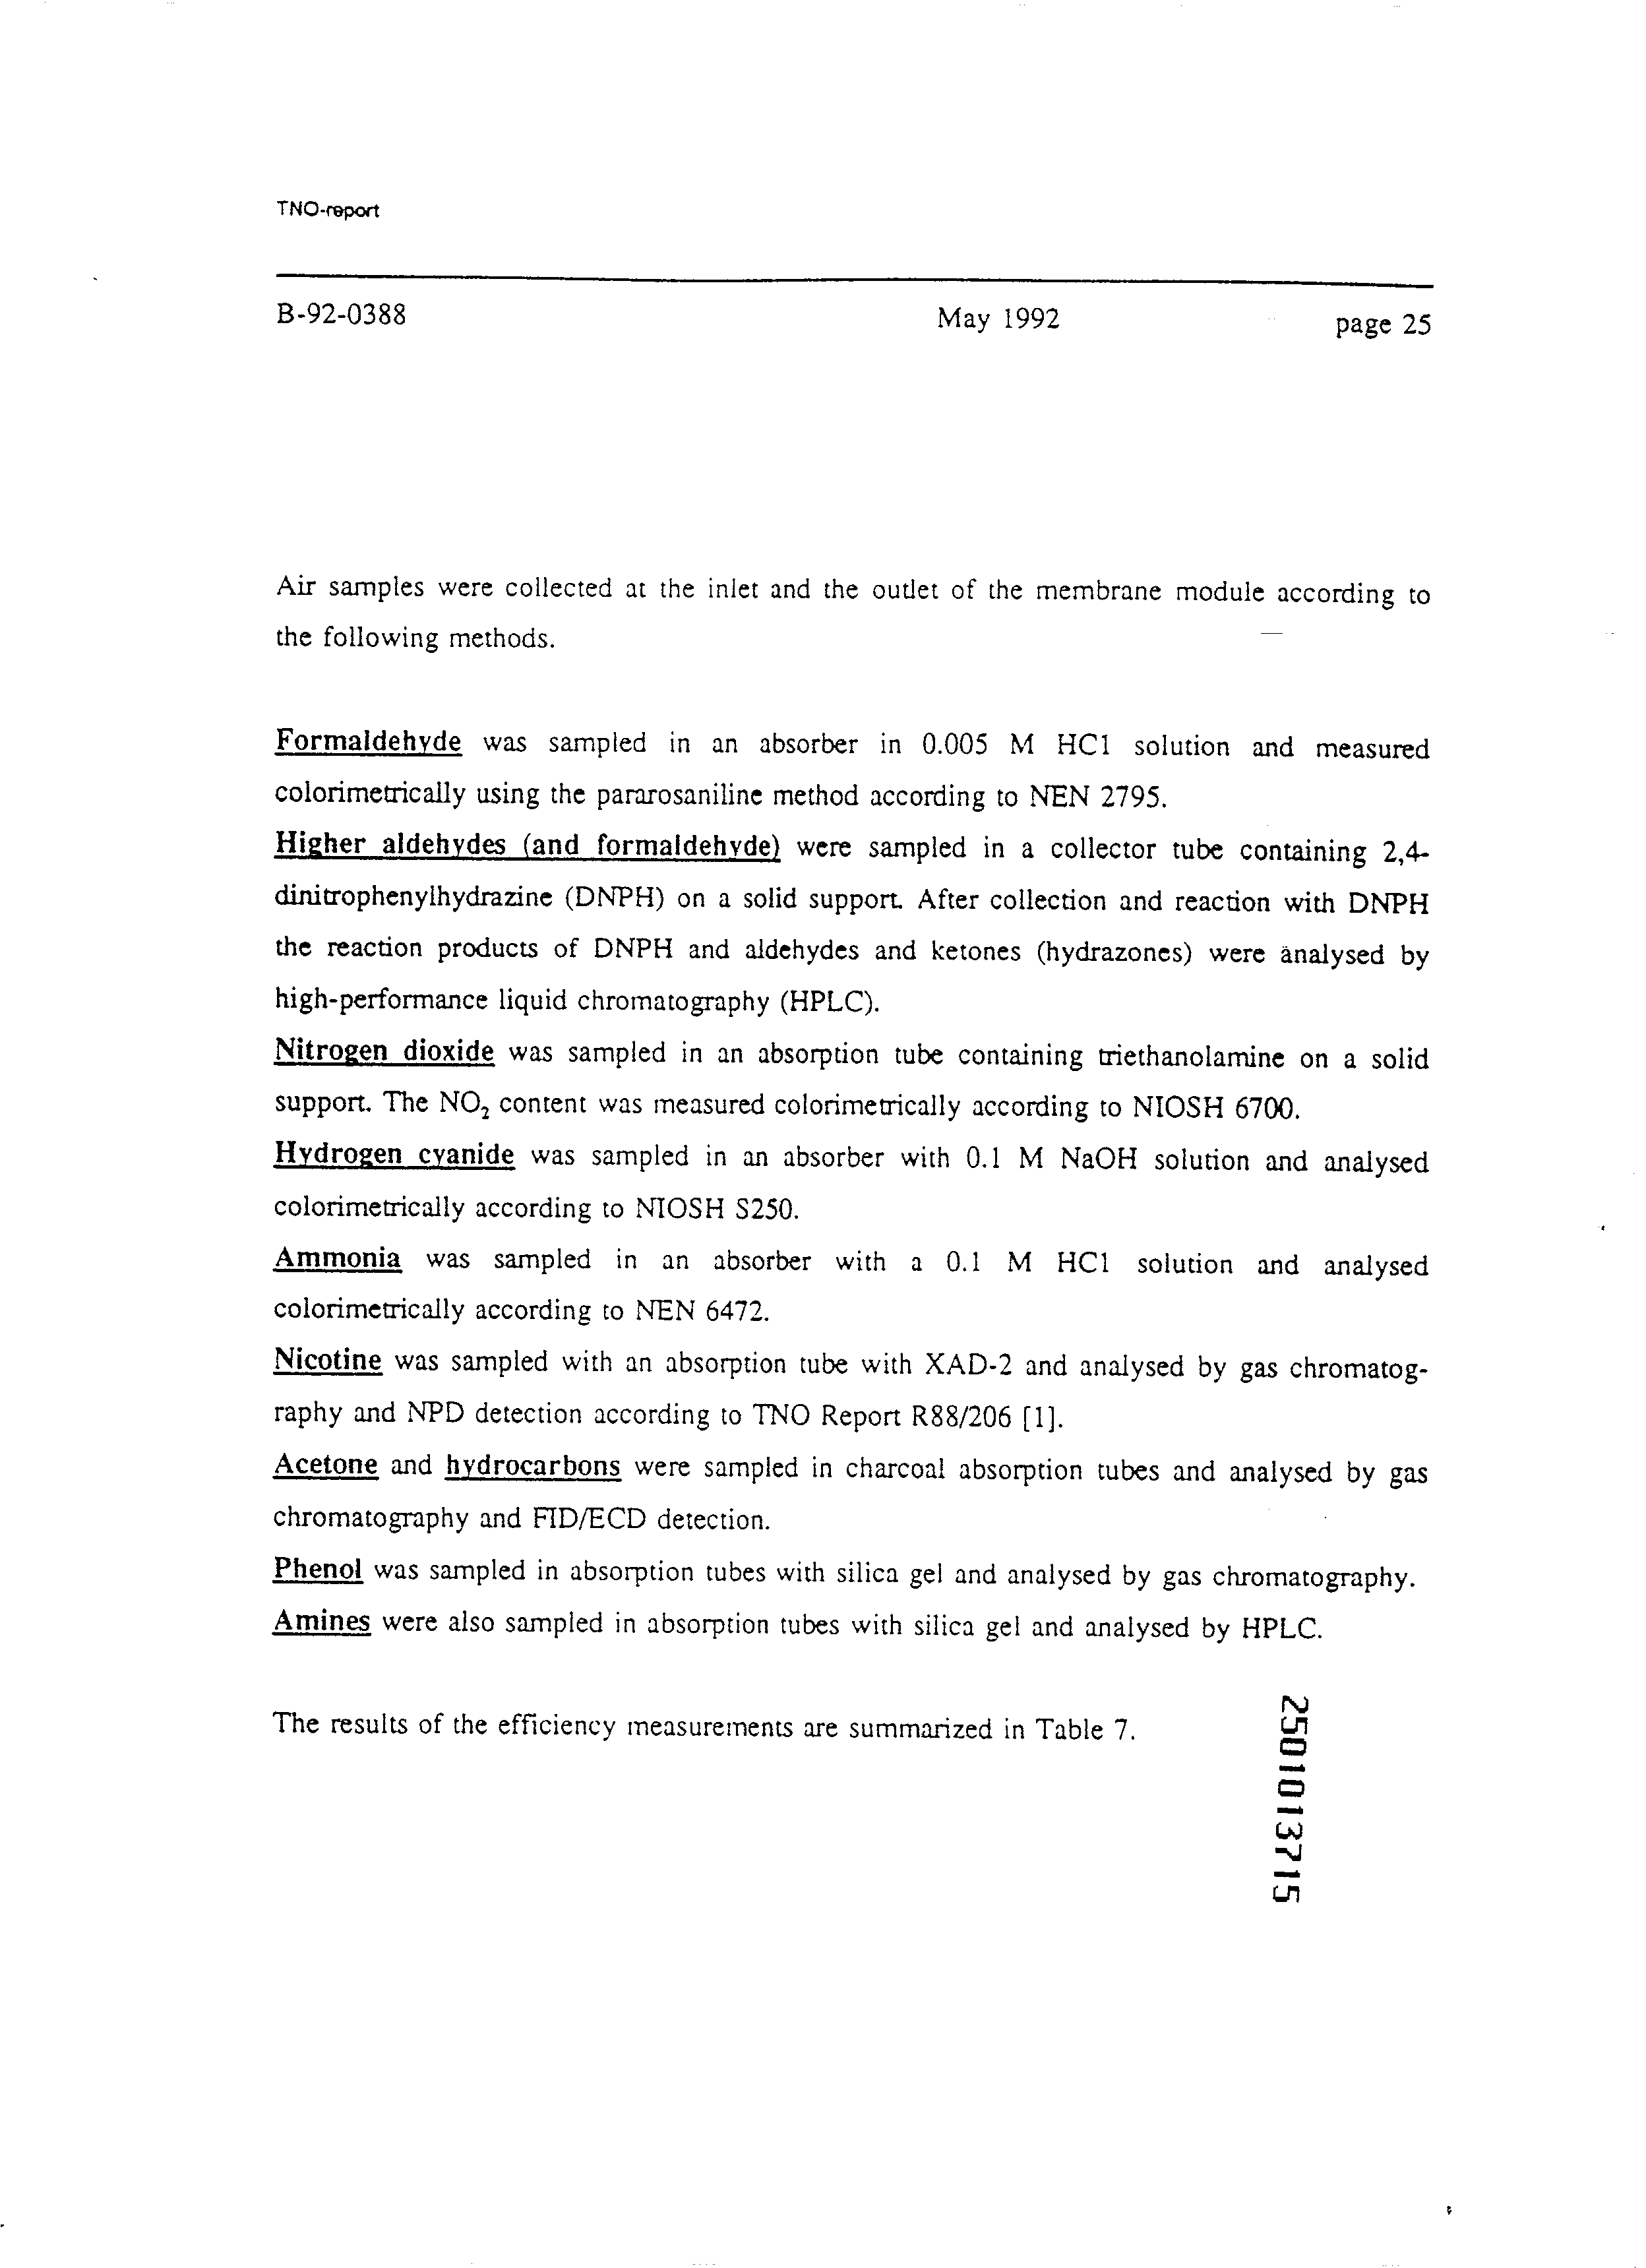 TNO-report
B-92-0388 May 1992 page 25
Air samples were collected at the inlet and the outlet of the membrane module according to
the following methods.
Formaldehyde was sampled in an absorber in 0.005 M HCl solution and measured
colorimetrically using the pararosaniline method according to NEN 2795.
Higher aldehydes (and formaldehyde) were sampled in a collector tube containing 2,4-
dinitrophenylhydrazine (DNPH) on a solid support. After collection and reaction with DNPH
the reaction products of DNPH and aldehydes and ketones (hydrazones) were analysed by
high-performance liquid chromatography (HPLC).
Nitrogen dioxide was sampled in an absorption tube containing triethanolamine on a solid
support. The NO₂ content was measured colorimetrically according to NIOSH 6700.
Hydrogen cyanide was sampled in an absorber with 0.1 M NaOH solution and analysed
colorimetrically according to NIOSH S250.
Ammonia was sampled in an absorber with a 0.1 M HCl solution and analysed
colorimetrically according to NEN 6472.
Nicotine was sampled with an absorption tube with XAD-2 and analysed by gas chromatog-
raphy and NPD detection according to TNO Report R88/206 [1].
Acetone and hydrocarbons were sampled in charcoal absorption tubes and analysed by gas
chromatography and FID/ECD detection.
Phenol was sampled in absorption tubes with silica gel and analysed by gas chromatography.
Amines were also sampled in absorption tubes with silica gel and analysed by HPLC.
The results of the efficiency measurements are summarized in Table 7.
2501013715